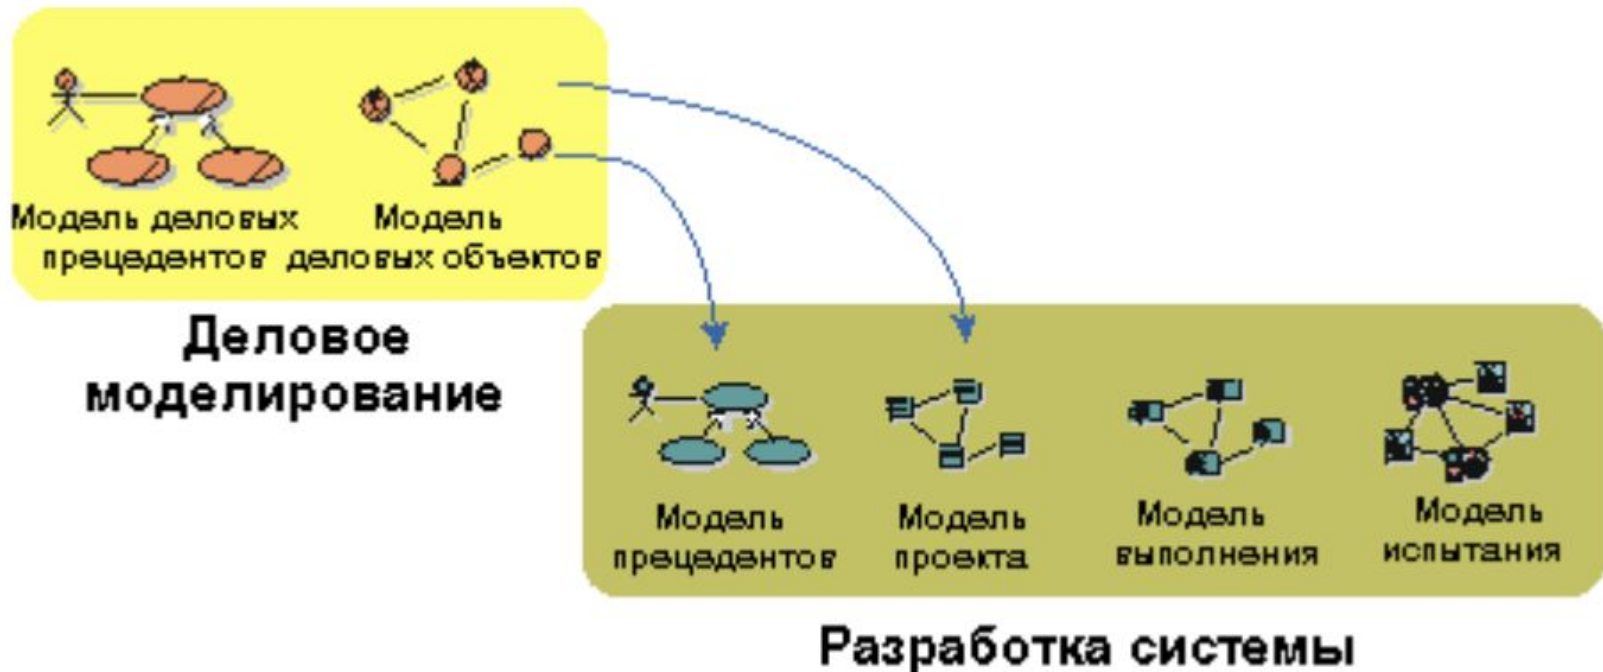 Модель деловых
прецедентов
Модель
деловых объектов
Деловое
моделирование
Модель
прецедентов
Модель
проекта
Модель
выполнения
Модель
испытания
Разработка системы